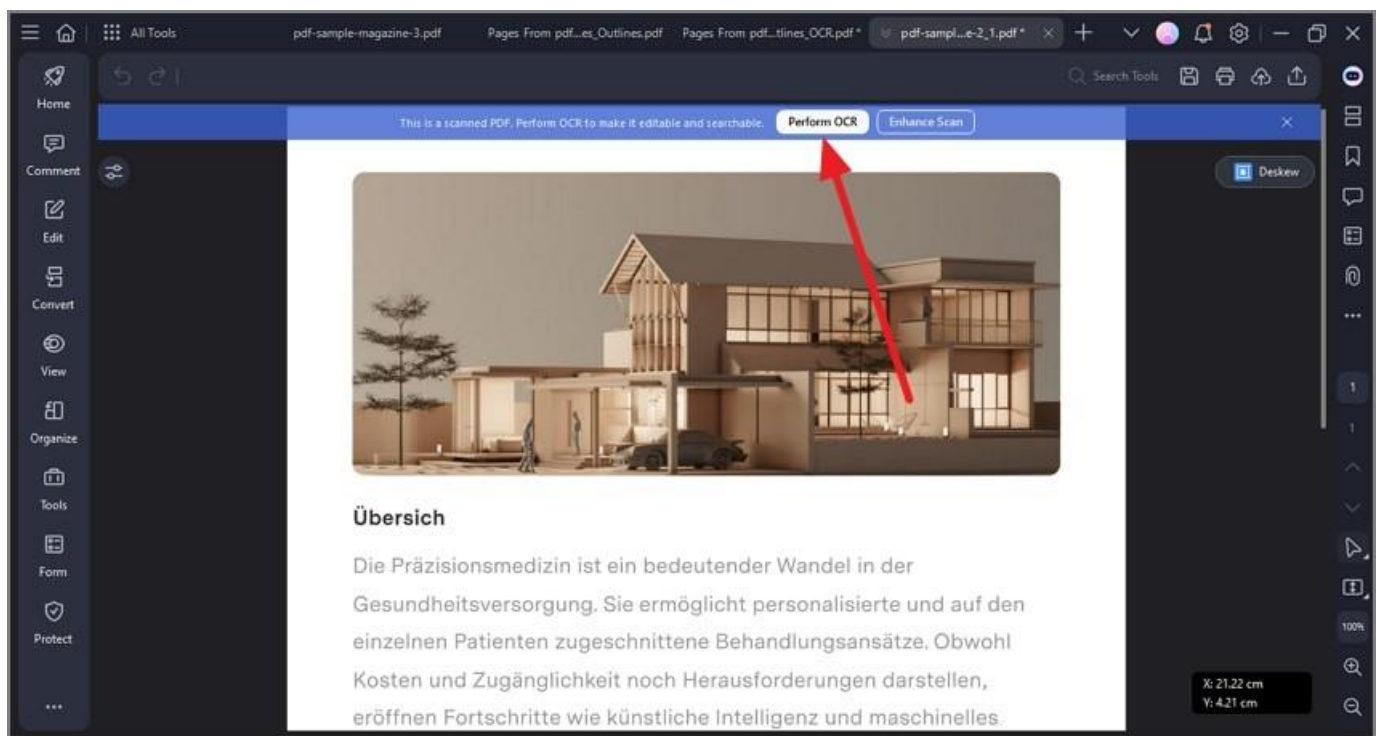 All Tools
pdf-sample-magazine-3.pdf
Pages From pdf...es_Outlines.pdf
Pages From pdf...tlines_OCR.pdf *
pdf-sampl...e-2_1.pdf *
Search Tools
Home
This is a scanned PDF. Perform OCR to make it editable and searchable.
Perform OCR
Enhance Scan
Comment
Deskew
Edit
Convert
View
Organize
Tools
Form
Protect
Übersich
Die Präzisionsmedizin ist ein bedeutender Wandel in der
Gesundheitsversorgung. Sie ermöglicht personalisierte und auf den
einzelnen Patienten zugeschnittene Behandlungsansätze. Obwohl
Kosten und Zugänglichkeit noch Herausforderungen darstellen,
eröffnen Fortschritte wie künstliche Intelligenz und maschinelles
1
1
100%
X: 21.22 cm
Y: 4.21 cm